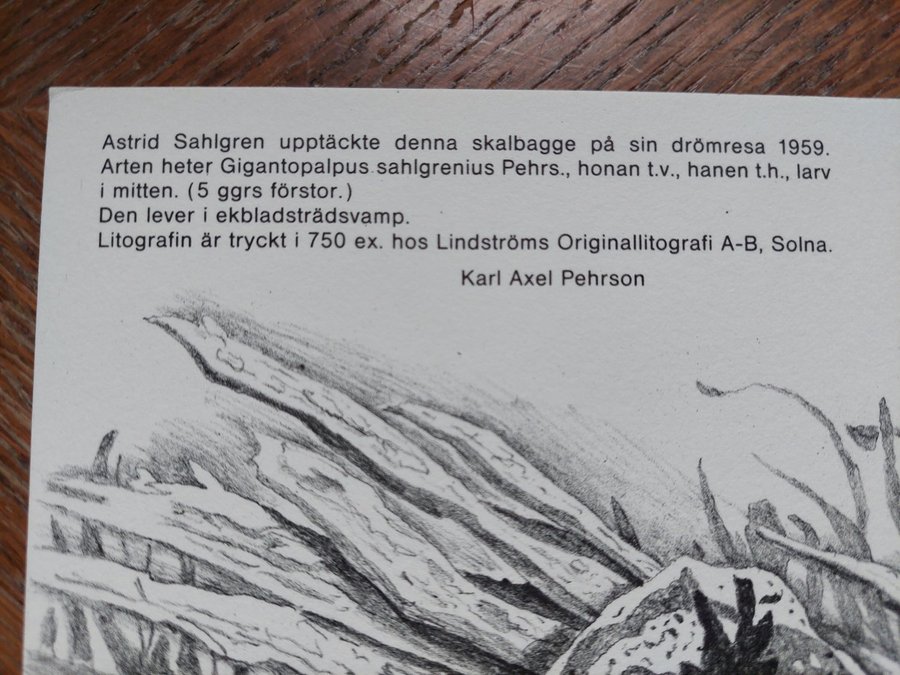 Astrid Sahlgren upptäckte denna skalbagge på sin drömresa 1959.
Arten heter Gigantopalpus sahlgrenius Pehrs., honan t.v., hanen t.h., larv
i mitten. (5 ggrs förstor.)
Den lever i ekbladsträdsvamp.
Litografin är tryckt i 750 ex. hos Lindströms Originallitografi A-B, Solna.
Karl Axel Pehrson